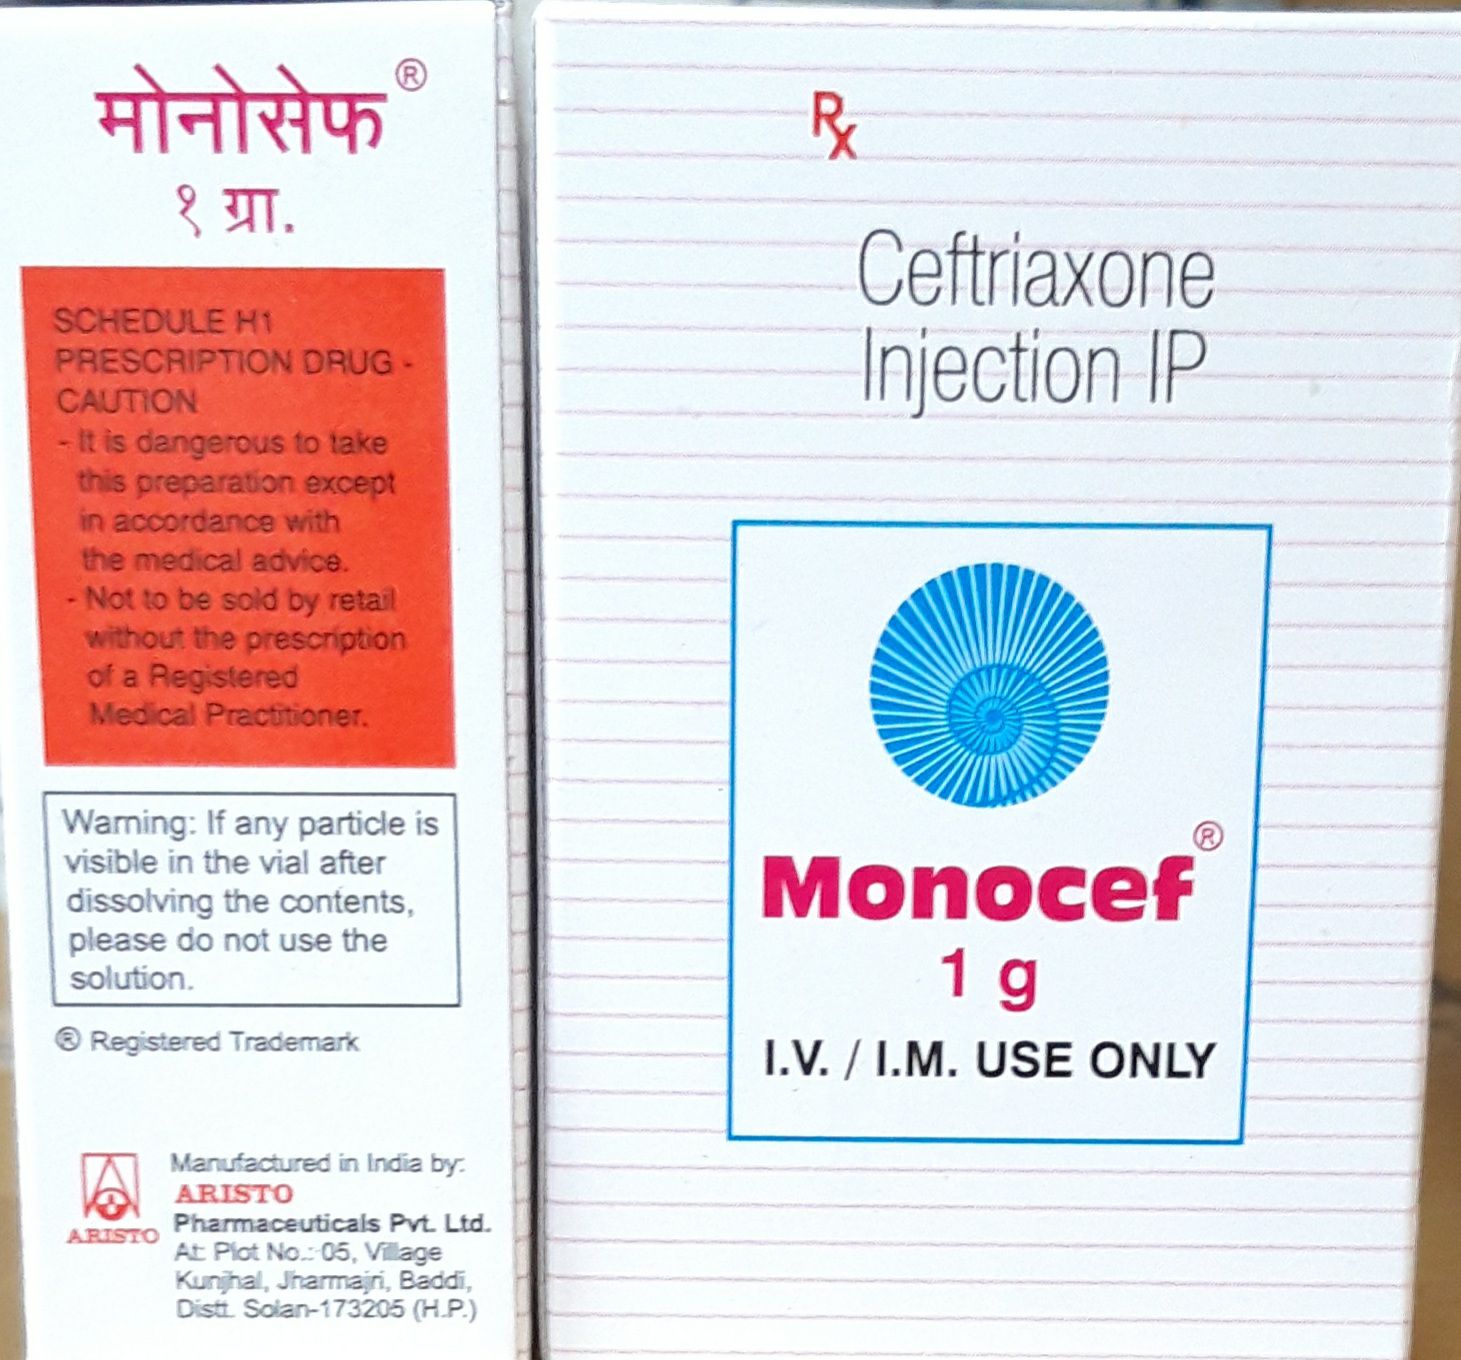 मोनोसेफ®
१ ग्रा.
SCHEDULE H1
PRESCRIPTION DRUG -
CAUTION
- It is dangerous to take
this preparation except
in accordance with
the medical advice.
- Not to be sold by retail
without the prescription
of a Registered
Medical Practitioner.
Warning: If any particle is
visible in the vial after
dissolving the contents,
please do not use the
solution.
® Registered Trademark
ARISTO
Manufactured in India by:
ARISTO
Pharmaceuticals Pvt. Ltd.
At: Plot No.: 05, Village
Kunjhal, Jharmajri, Baddi,
Distt. Solan-173205 (H.P.)
Rx
Ceftriaxone
Injection IP
Monocef®
1 g
I.V. / I.M. USE ONLY